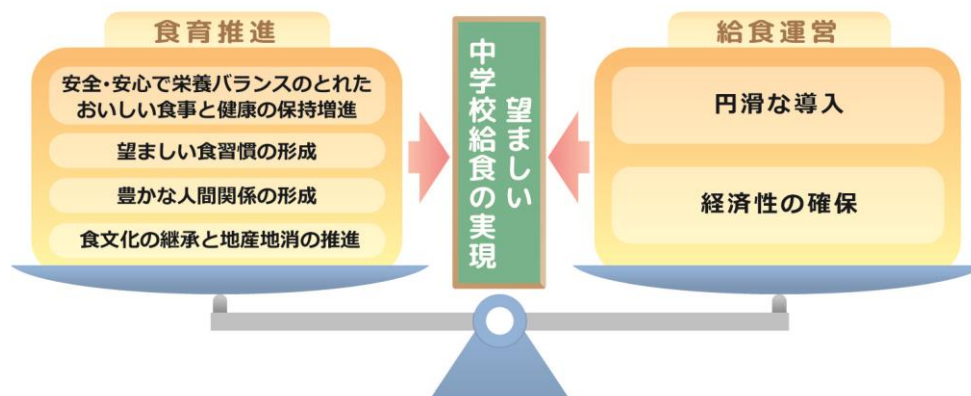 食育推進
安全・安心で栄養バランスのとれた
おいしい食事と健康の保持増進
望ましい食習慣の形成
豊かな人間関係の形成
食文化の継承と地産地消の推進
望ましい
中学校給食の実現
給食運営
円滑な導入
経済性の確保